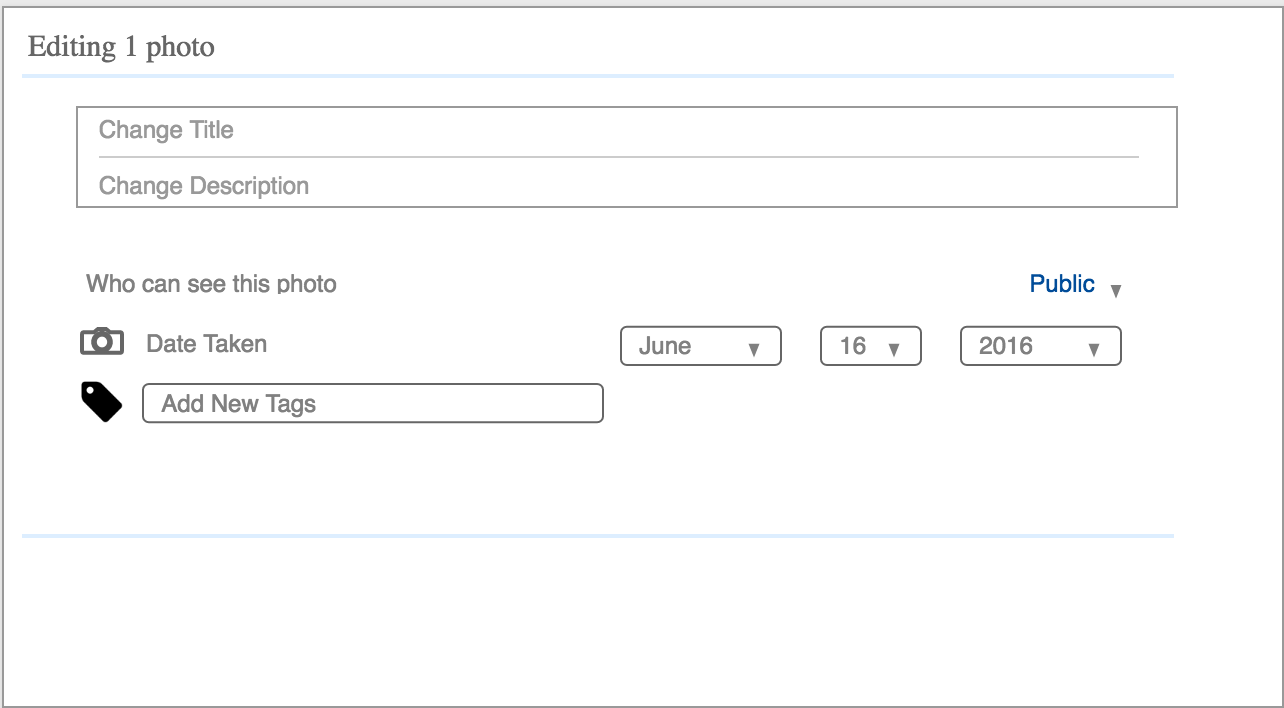 Editing 1 photo
Change Title
Change Description
Who can see this photo Public ▼
Date Taken June ▼ 16 ▼ 2016 ▼
Add New Tags